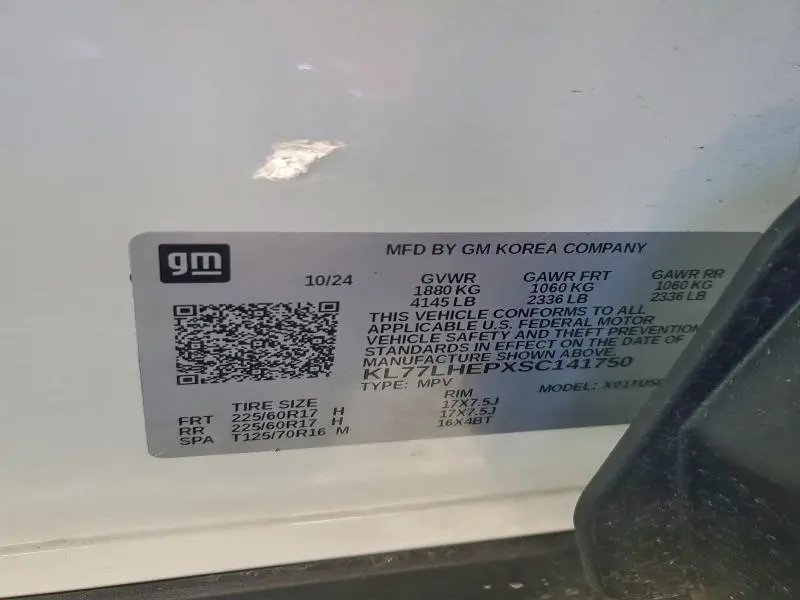 gm
MFD BY GM KOREA COMPANY
10/24
GVWR GAWR FRT GAWR RR
1880 KG 1060 KG 1060 KG
4145 LB 2336 LB 2336 LB
THIS VEHICLE CONFORMS TO ALL
APPLICABLE U.S. FEDERAL MOTOR
VEHICLE SAFETY AND THEFT PREVENTION
STANDARDS IN EFFECT ON THE DATE OF
MANUFACTURE SHOWN ABOVE.
KL77LHEPXSC141750
TYPE: MPV MODEL:
TIRE SIZE RIM
FRT 225/60R17 H 17X7.5J
RR 225/60R17 H 17X7.5J
SPA T125/70R16 M 16X4BT